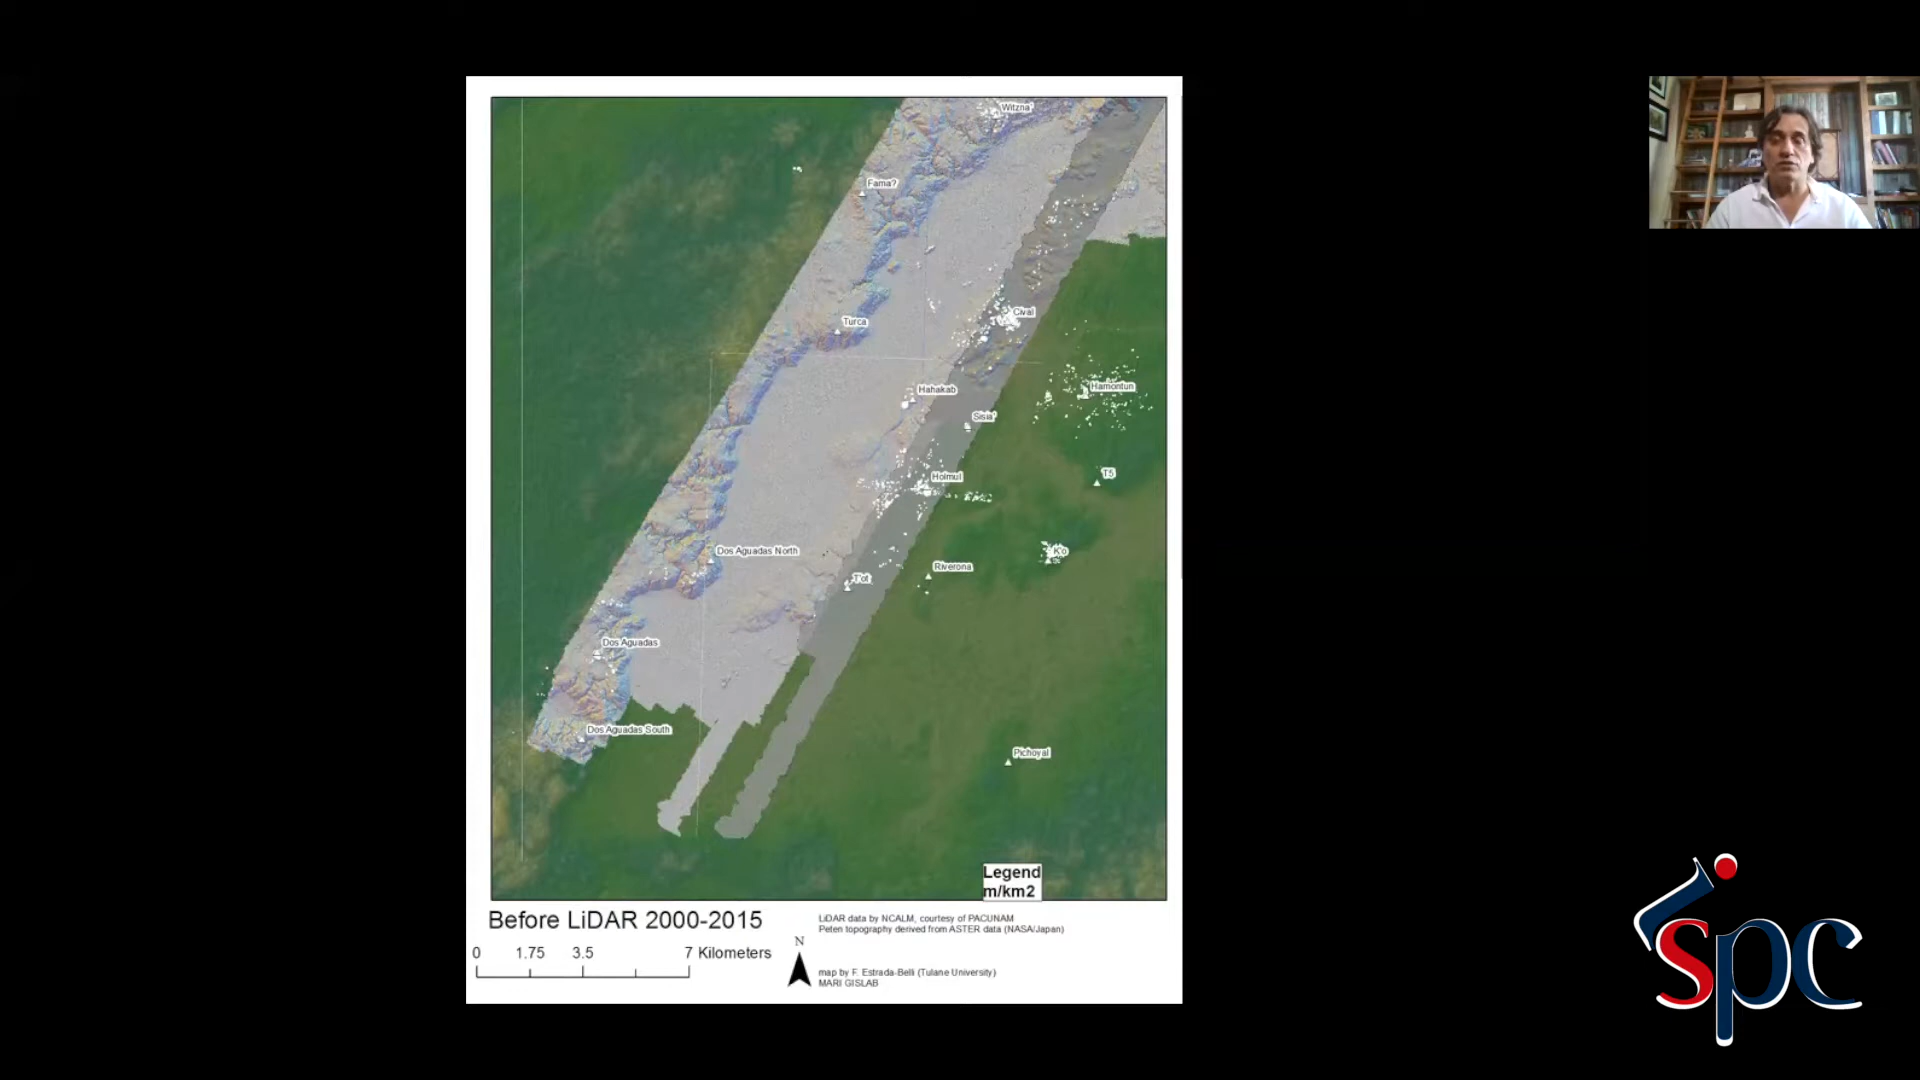 Witzna'
Fama?
Turca
Cival
Hamontun
Hahakab
Sisia'
T5
Holmul
K'o
Dos Aguadas North
Riverona
T'ot
Dos Aguadas
Dos Aguadas South
Pichoyal
Legend
m/km2
Before LiDAR 2000-2015
LiDAR data by NCALM, courtesy of PACUNAM
Peten topography derived from ASTER data (NASA/Japan)
N
0 1.75 3.5 7 Kilometers
map by F. Estrada-Belli (Tulane University)
MARI GISLAB
spc